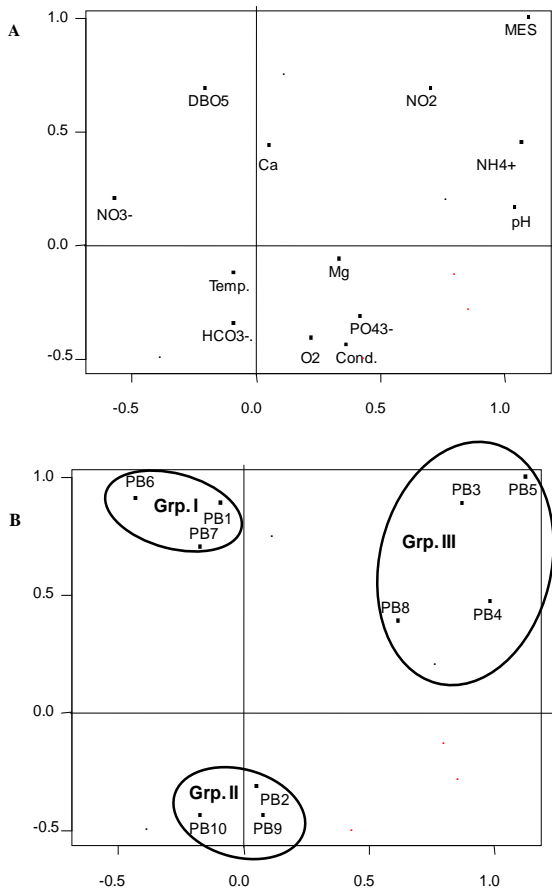 A
MES
DBO5
NO2
0.5
Ca
NH4+
NO3-
pH
0.0
Mg
Temp.
HCO3-.
PO43-
O2
Cond.
-0.5
-0.5
0.0
0.5
1.0
B
1.0
PB6
Grp. I
PB1
PB7
PB3
PB5
Grp. III
0.5
PB8
PB4
0.0
Grp. II
PB2
PB10
PB9
-0.5
-0.5
0.0
0.5
1.0